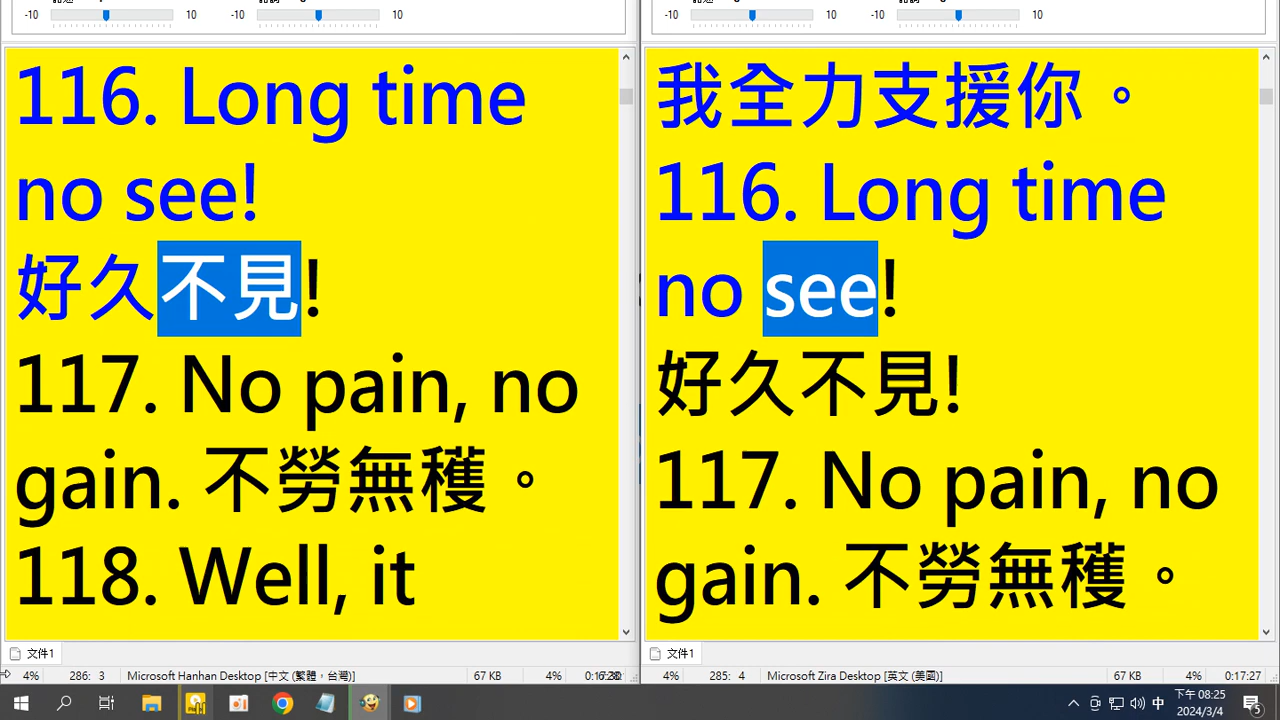 -10 10 -10 10
116. Long time
no see!
好久不見!
117. No pain, no
gain. 不勞無穫。
118. Well, it
文件1
4% 286: 3 Microsoft Hanhan Desktop [中文 (繁體，台灣)] 67 KB 4%
-10 10 -10 10
我全力支援你。
116. Long time
no see!
好久不見!
117. No pain, no
gain. 不勞無穫。
文件1
4% 285: 4 Microsoft Zira Desktop [英文 (美國)] 67 KB 4% 0:17:27
中
下午 08:25
2024/3/4
5